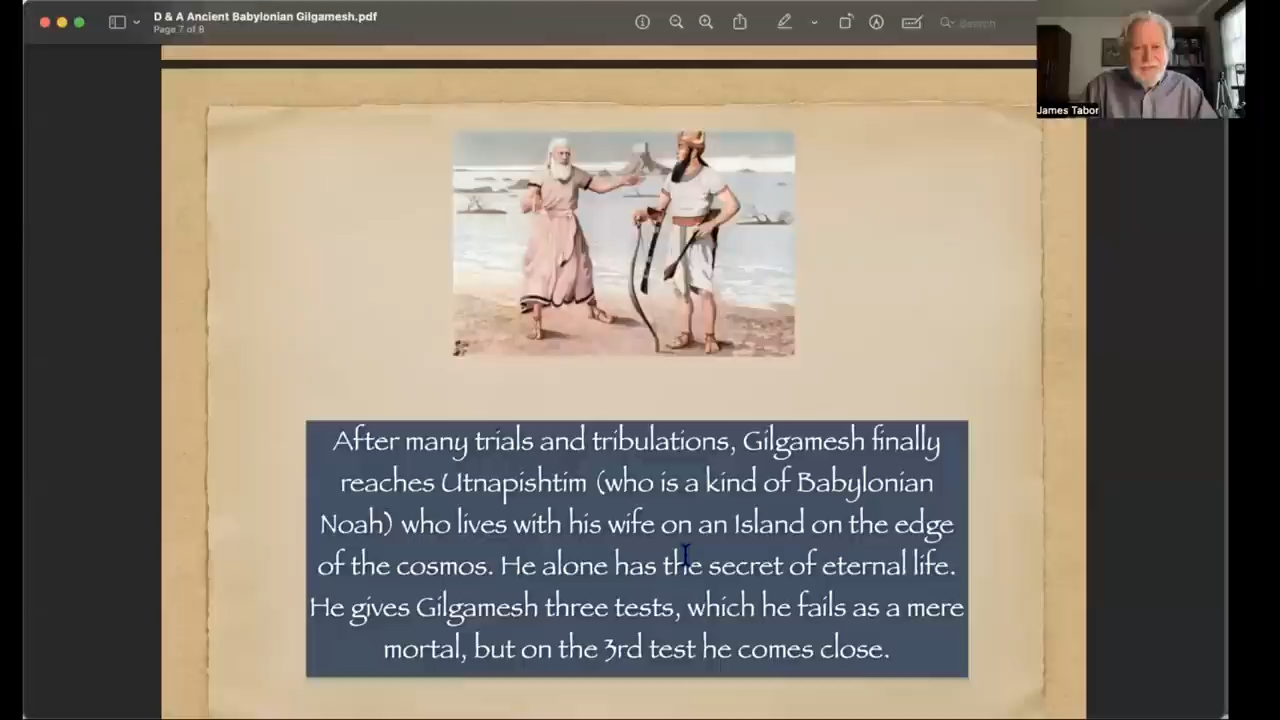 D & A Ancient Babylonian Gilgamesh.pdf
Page 7 of 8
Search
James Tabor
After many trials and tribulations, Gilgamesh finally
reaches Utnapishtim (who is a kind of Babylonian
Noah) who lives with his wife on an Island on the edge
of the cosmos. He alone has the secret of eternal life.
He gives Gilgamesh three tests, which he fails as a mere
mortal, but on the 3rd test he comes close.